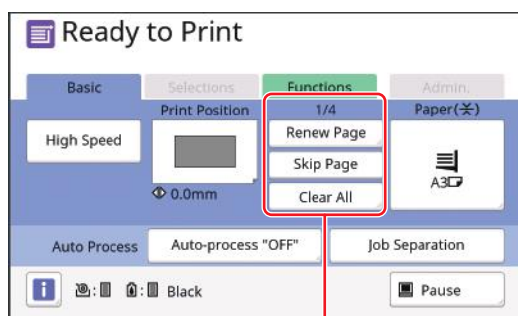 Ready to Print
Basic Selections Functions Admin.
Print Position 1/4 Paper(
High Speed Renew Page
Skip Page
A3
0.0mm Clear All
Auto Process Auto-process "OFF" Job Separation
i : : Black Pause